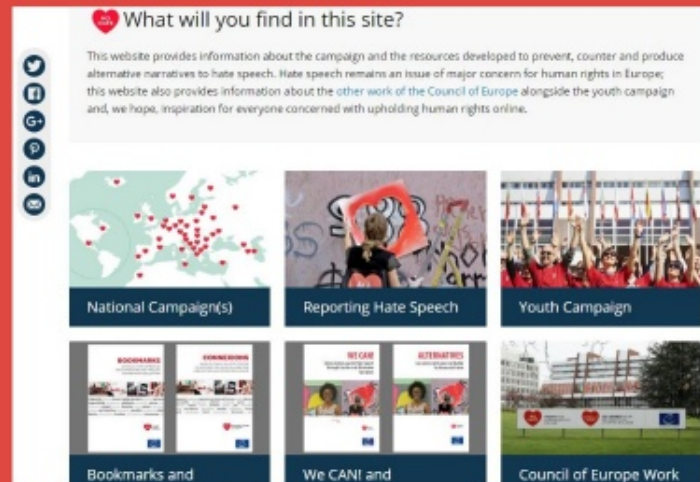 What will you find in this site?
This website provides information about the campaign and the resources developed to prevent, counter and produce
alternative narratives to hate speech. Hate speech remains an issue of major concern for human rights in Europe;
this website also provides information about the other work of the Council of Europe alongside the youth campaign
and, we hope, inspiration for everyone concerned with upholding human rights online.
G+
in
National Campaign(s)
Reporting Hate Speech
Youth Campaign
BOOKMARKS
CONNEXIONS
WE CAN!
ALTERNATIVES
Bookmarks and
We CAN! and
Council of Europe Work